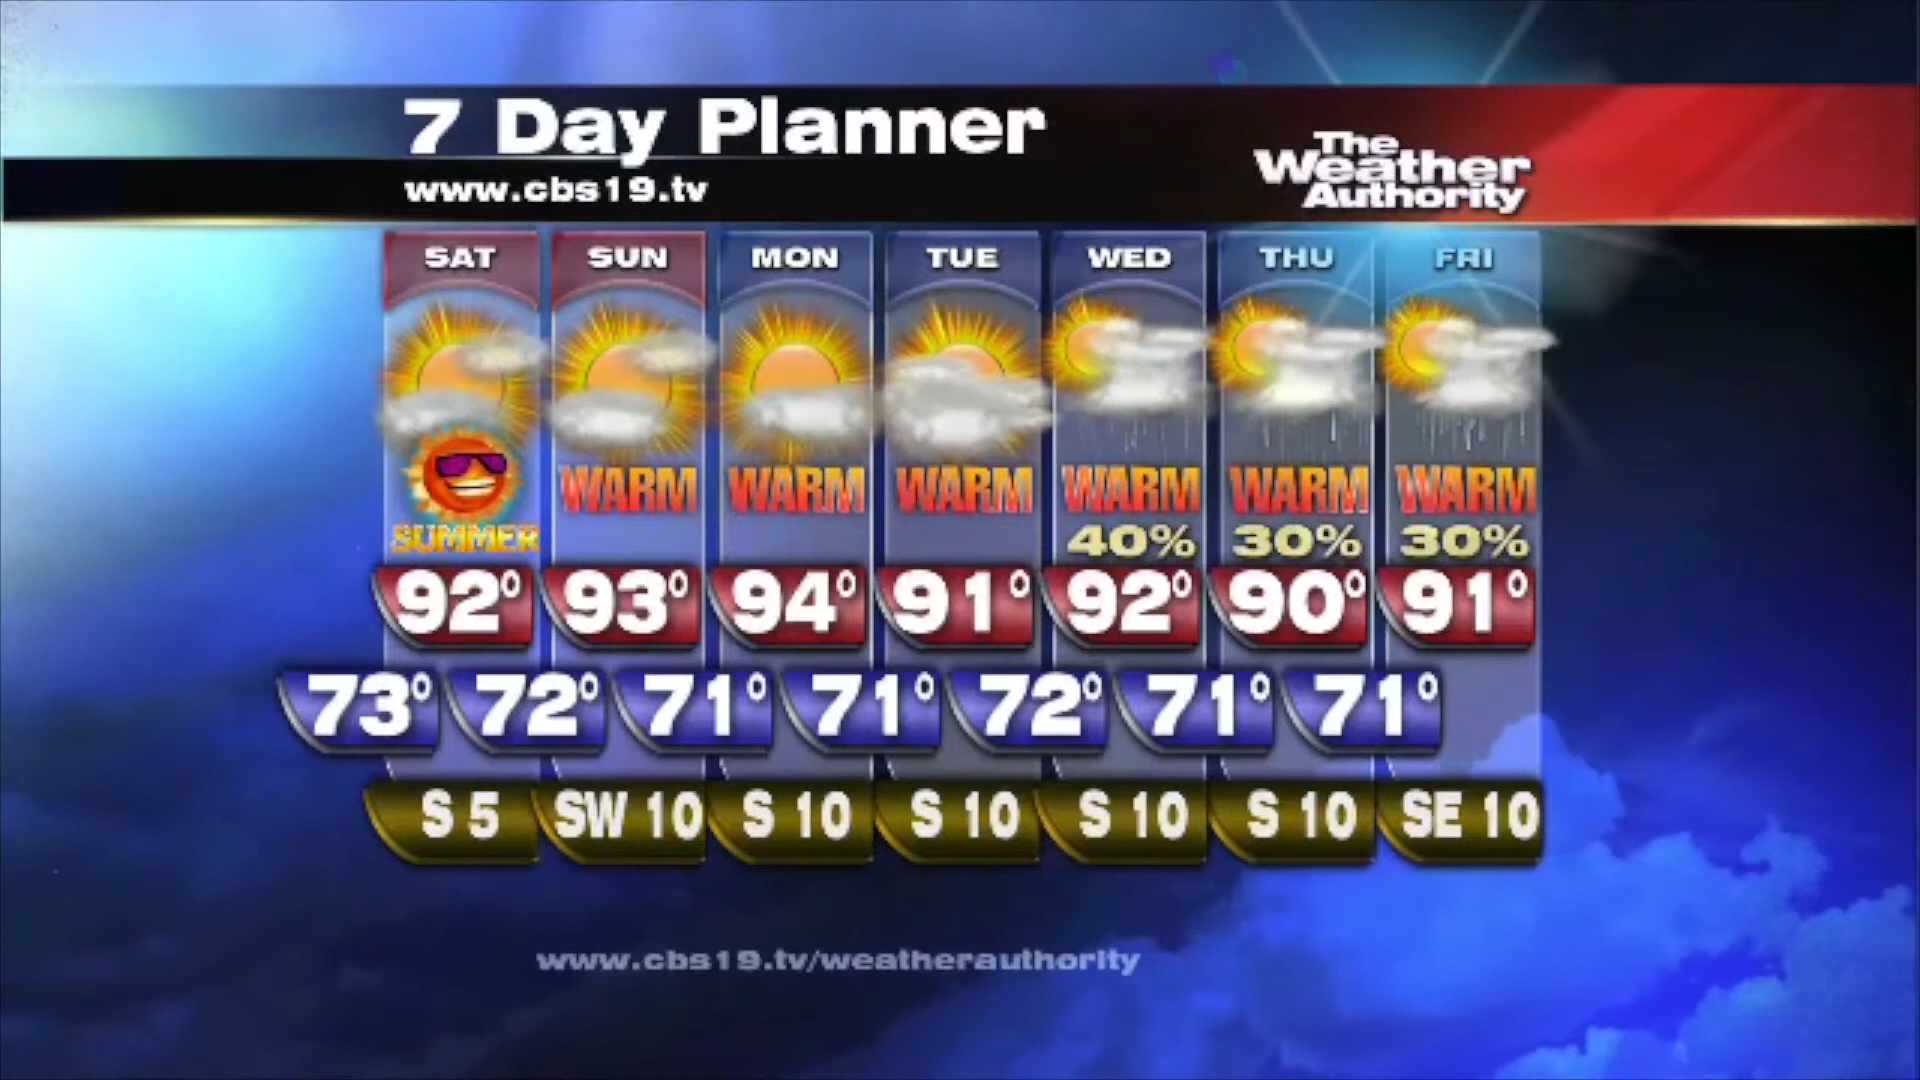 7 Day Planner
www.cbs19.tv
The
Weather
Authority
SAT SUN MON TUE WED THU FRI
SUMMER WARM WARM WARM WARM WARM WARM
40% 30% 30%
92° 93° 94° 91° 92° 90° 91°
73° 72° 71° 71° 72° 71° 71°
S 5 SW 10 S 10 S 10 S 10 S 10 SE 10
www.cbs19.tv/weatherauthority